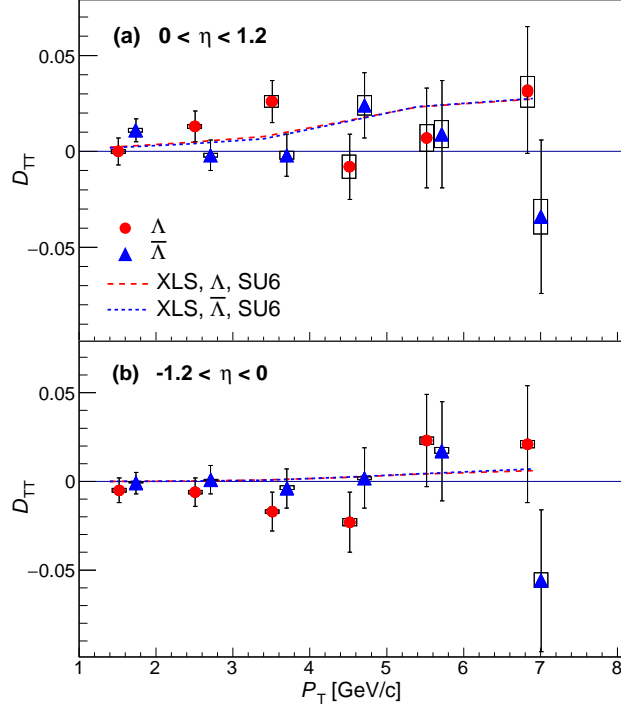 (a) 0 < η < 1.2
0.05
0
−0.05
D_TT
Λ
Λ̅
XLS, Λ, SU6
XLS, Λ̅, SU6
(b) -1.2 < η < 0
0.05
0
−0.05
D_TT
1 2 3 4 5 6 7 8
P_T [GeV/c]